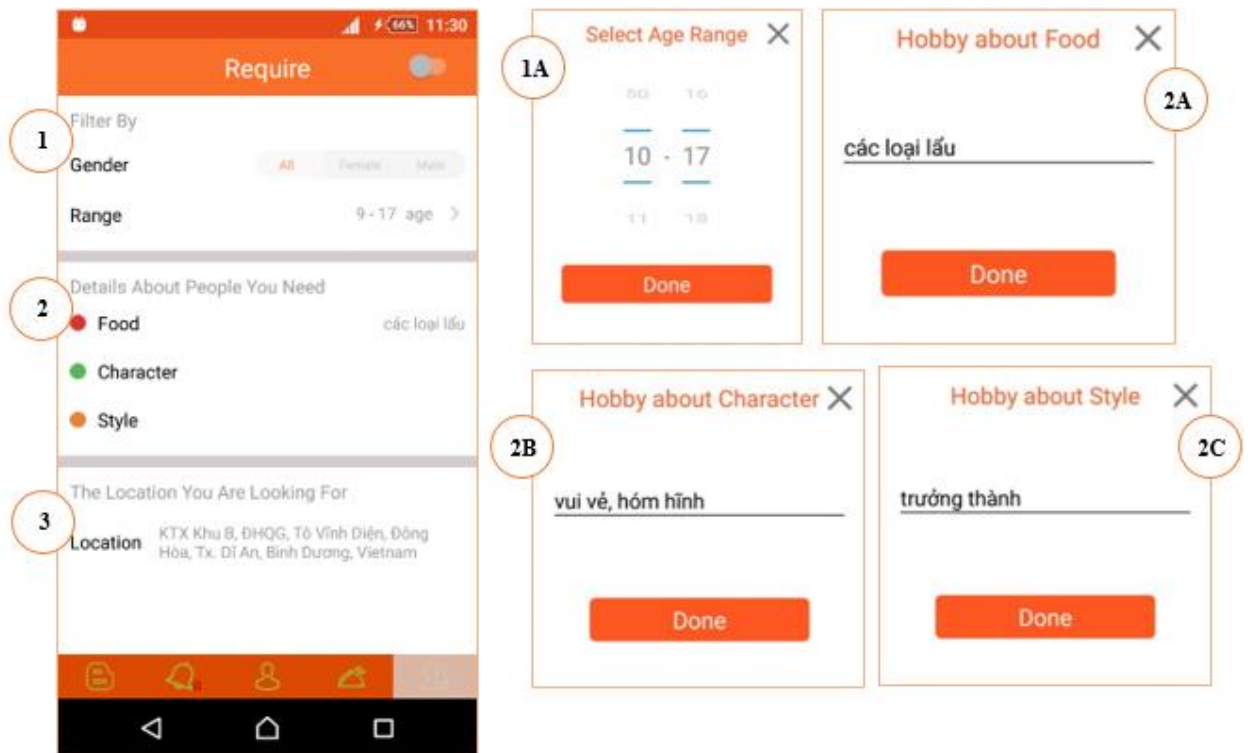 66% 11:30
Require
1
Filter By
Gender All Female Male
Range 9-17 age
2
Details About People You Need
Food các loại lẩu
Character
Style
3
The Location You Are Looking For
Location KTX Khu B, ĐHQG, Tô Vĩnh Diện, Đông
Hòa, Tx. Dĩ An, Bình Dương, Vietnam
1A
Select Age Range
60 16
10 - 17
11 18
Done
2A
Hobby about Food
các loại lẩu
Done
2B
Hobby about Character
vui vẻ, hóm hĩnh
Done
2C
Hobby about Style
trưởng thành
Done